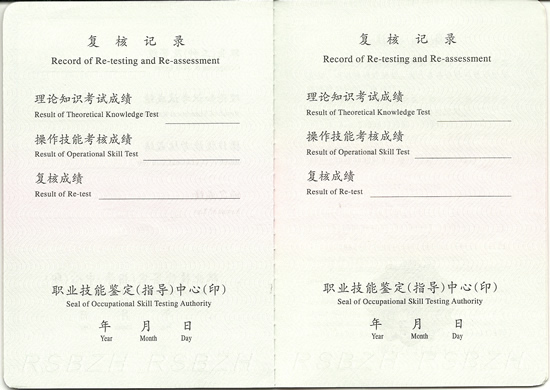 复核记录
Record of Re-testing and Re-assessment
理论知识考试成绩
Result of Theoretical Knowledge Test
操作技能考核成绩
Result of Operational Skill Test
复核成绩
Result of Re-test
职业技能鉴定(指导)中心(印)
Seal of Occupational Skill Testing Authority
年 月 日
Year Month Day
RSBZH RSBZH
复核记录
Record of Re-testing and Re-assessment
理论知识考试成绩
Result of Theoretical Knowledge Test
操作技能考核成绩
Result of Operational Skill Test
复核成绩
Result of Re-test
职业技能鉴定(指导)中心(印)
Seal of Occupational Skill Testing Authority
年 月 日
Year Month Day
RSBZH RSBZH